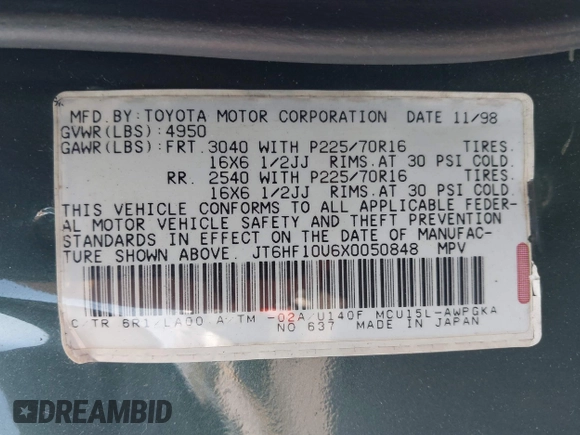 MFD.BY:TOYOTA MOTOR CORPORATION DATE 11/98
GVWR(LBS):4950
GAWR(LBS):FRT. 3040 WITH P225/70R16 TIRES.
16X6 1/2JJ RIMS.AT 30 PSI COLD.
RR. 2540 WITH P225/70R16 TIRES.
16X6 1/2JJ RIMS.AT 30 PSI COLD.
THIS VEHICLE CONFORMS TO ALL APPLICABLE FEDER-
AL MOTOR VEHICLE SAFETY AND THEFT PREVENTION
STANDARDS IN EFFECT ON THE DATE OF MANUFAC-
TURE SHOWN ABOVE. JT6HF10U6X0050848 MPV
C/TR 6R1/LA00 A/TM -02A/U140F MCU15L-AWPGKA
NO 637 MADE IN JAPAN
DREAMBID